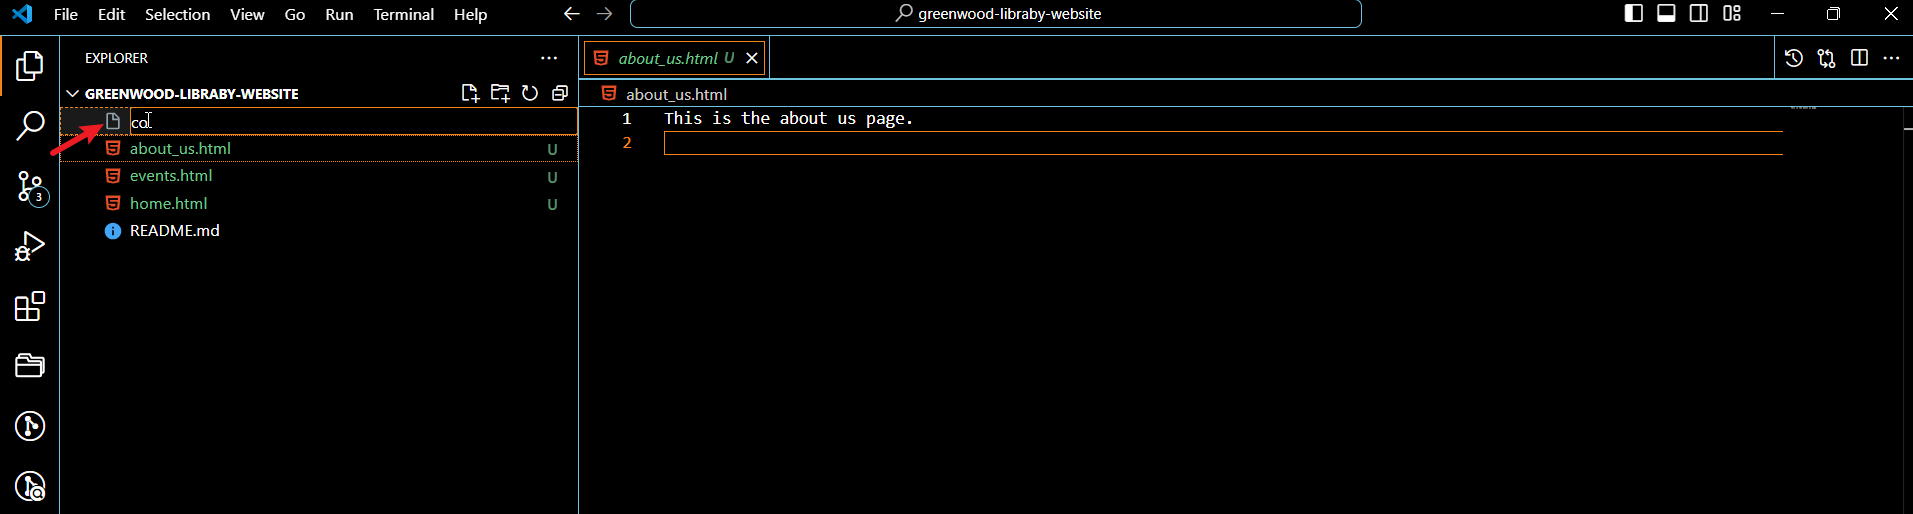 File Edit Selection View Go Run Terminal Help
greenwood-libraby-website
EXPLORER
about_us.html U
GREENWOOD-LIBRABY-WEBSITE
about_us.html
co
1 This is the about us page.
about_us.html U
2
events.html U
3
home.html U
README.md